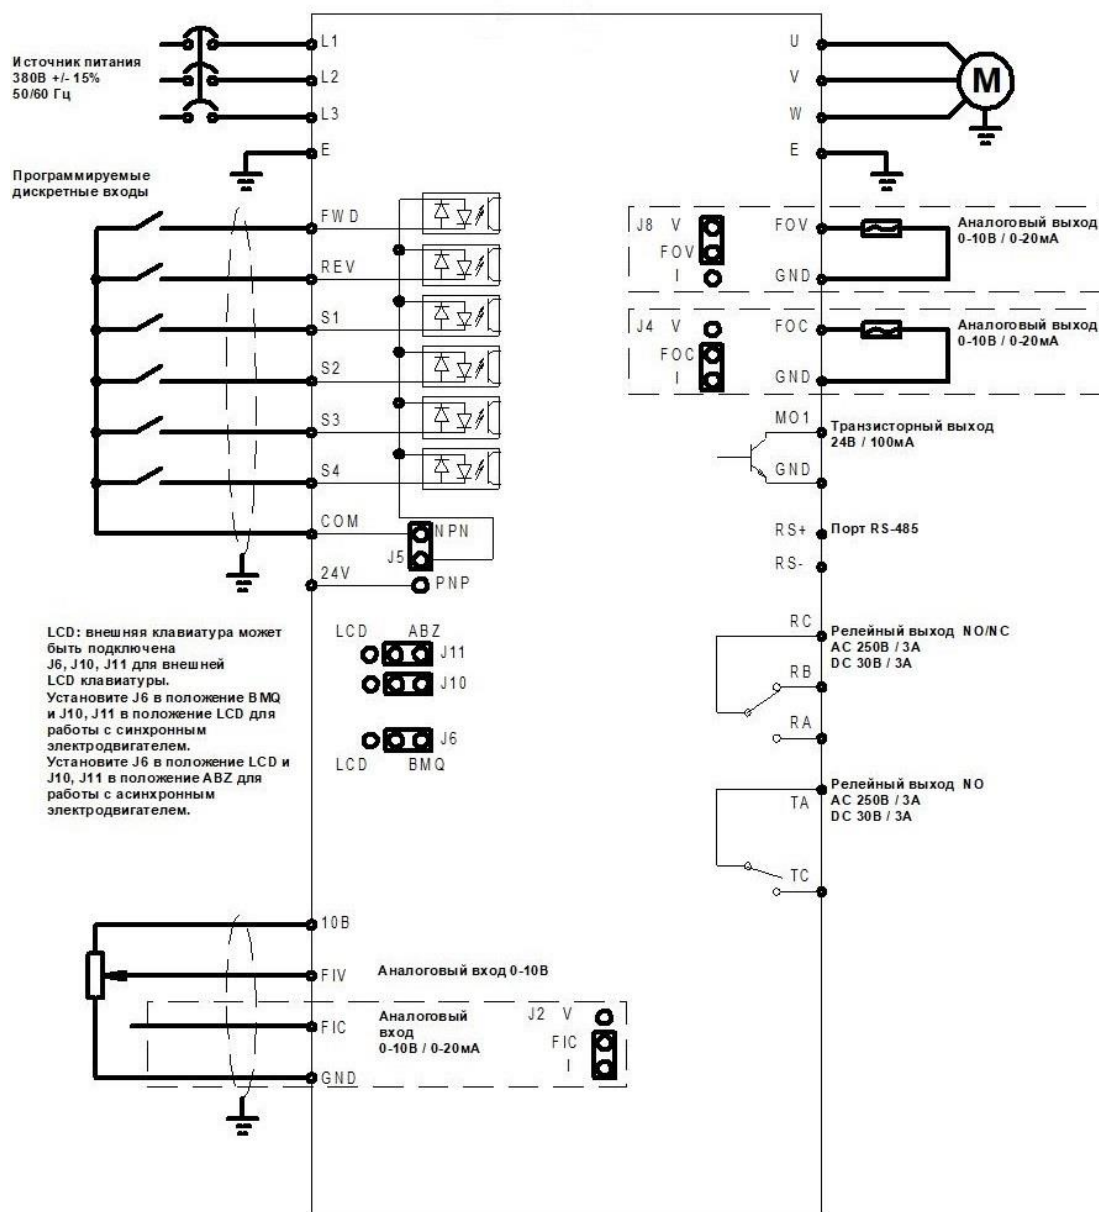 Источник питания
380В +/- 15%
50/60 Гц
L1
L2
L3
E
U
V
W
E
M
Программируемые
дискретные входы
FWD
REV
S1
S2
S3
S4
COM
24V
NPN
J5
PNP
J8 V
FOV
I
FOV
GND
Аналоговый выход
0-10В / 0-20мА
J4 V
FOC
I
FOC
GND
Аналоговый выход
0-10В / 0-20мА
MO1
GND
Транзисторный выход
24В / 100мА
RS+
RS-
Порт RS-485
LCD: внешняя клавиатура может
быть подключена
J6, J10, J11 для внешней
LCD клавиатуры.
Установите J6 в положение BMQ
и J10, J11 в положение LCD для
работы с синхронным
электродвигателем.
Установите J6 в положение LCD и
J10, J11 в положение ABZ для
работы с асинхронным
электродвигателем.
LCD ABZ
J11
J10
J6
LCD BMQ
RC
RB
RA
Релейный выход NO/NC
AC 250В / 3А
DC 30В / 3А
TA
TC
Релейный выход NO
AC 250В / 3А
DC 30В / 3А
10В
FIV
FIC
GND
Аналоговый вход 0-10В
Аналоговый
вход
0-10В / 0-20мА
J2 V
FIC
I